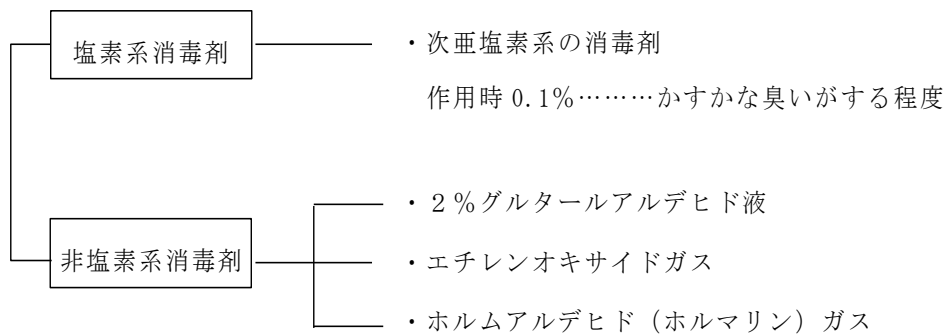 塩素系消毒剤
・次亜塩素系の消毒剤
作用時 0.1%………かすかな臭いがする程度
非塩素系消毒剤
・２％グルタールアルデヒド液
・エチレンオキサイドガス
・ホルムアルデヒド（ホルマリン）ガス